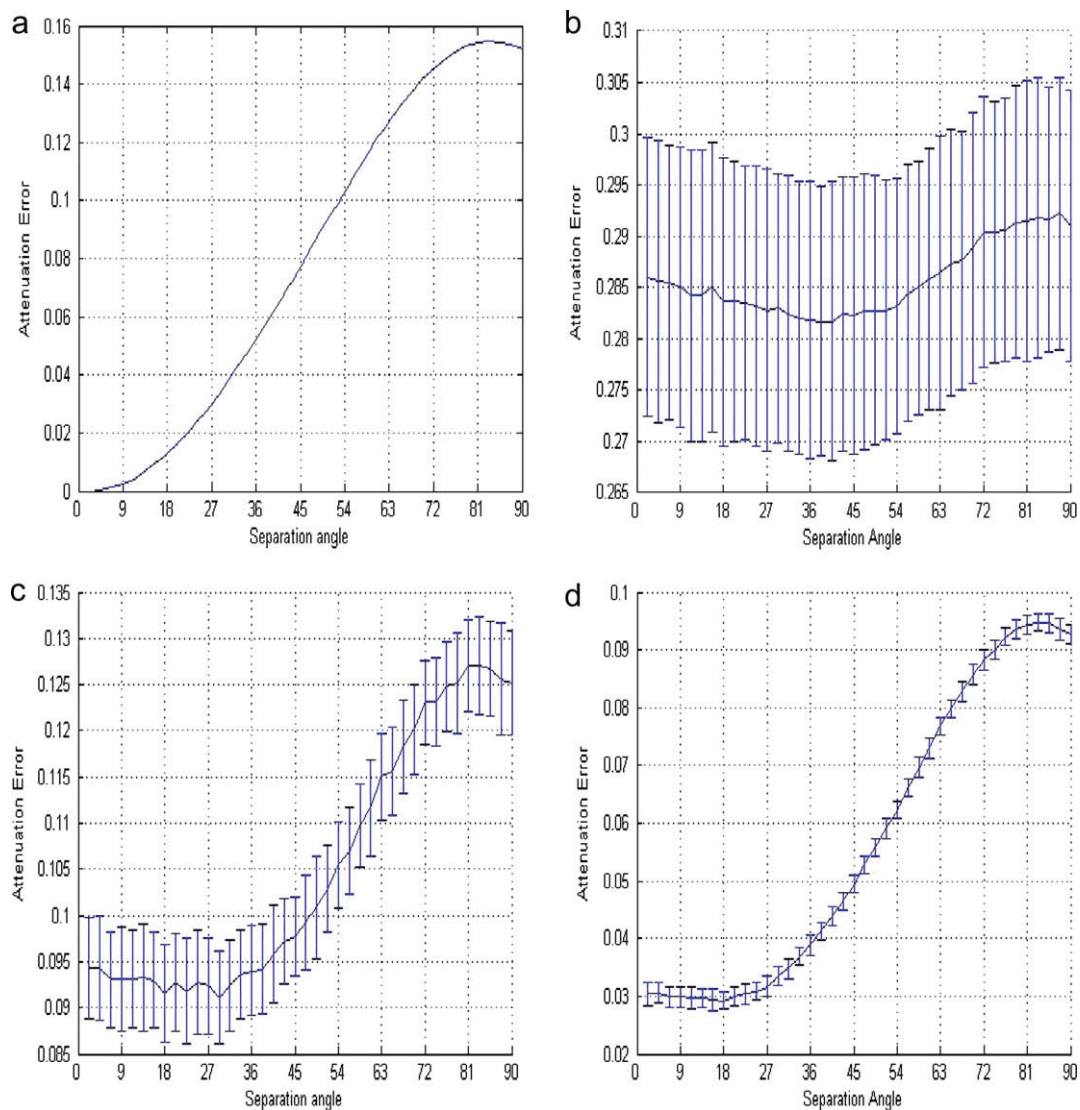 a
0.16
0.14
0.12
0.1
0.08
0.06
0.04
0.02
0
Attenuation Error
0 9 18 27 36 45 54 63 72 81 90
Separation angle
b
0.31
0.305
0.3
0.295
0.29
0.285
0.28
0.275
0.27
0.265
Attenuation Error
0 9 18 27 36 45 54 63 72 81 90
Separation Angle
c
0.135
0.13
0.125
0.12
0.115
0.11
0.105
0.1
0.095
0.09
0.085
Attenuation Error
0 9 18 27 36 45 54 63 72 81 90
Separation angle
d
0.1
0.09
0.08
0.07
0.06
0.05
0.04
0.03
0.02
Attenuation Error
0 9 18 27 36 45 54 63 72 81 90
Separation Angle